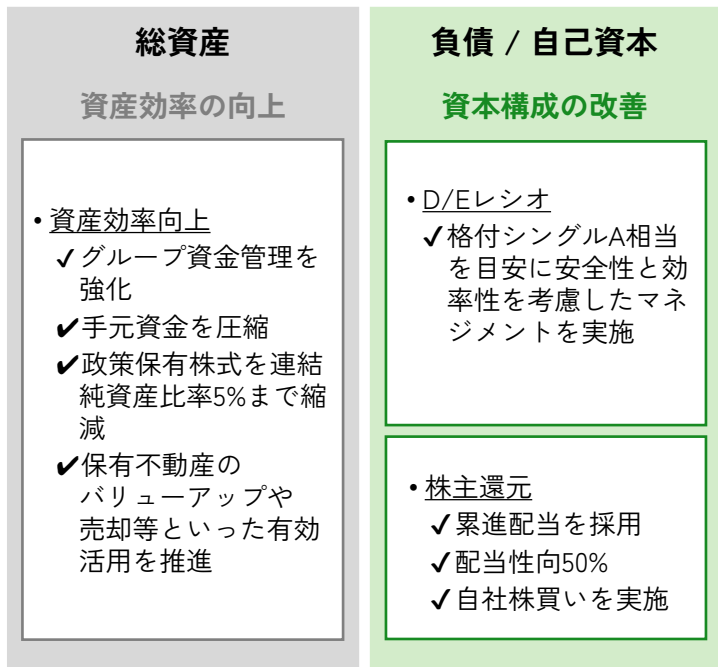 総資産
資産効率の向上
• 資産効率向上
✓グループ資金管理を
強化
✔手元資金を圧縮
✔政策保有株式を連結
純資産比率5%まで縮
減
✔保有不動産の
バリューアップや
売却等といった有効
活用を推進
負債 / 自己資本
資本構成の改善
• D/Eレシオ
✓格付シングルA相当
を目安に安全性と効
率性を考慮したマネ
ジメントを実施
• 株主還元
✓累進配当を採用
✓配当性向50%
✓自社株買いを実施